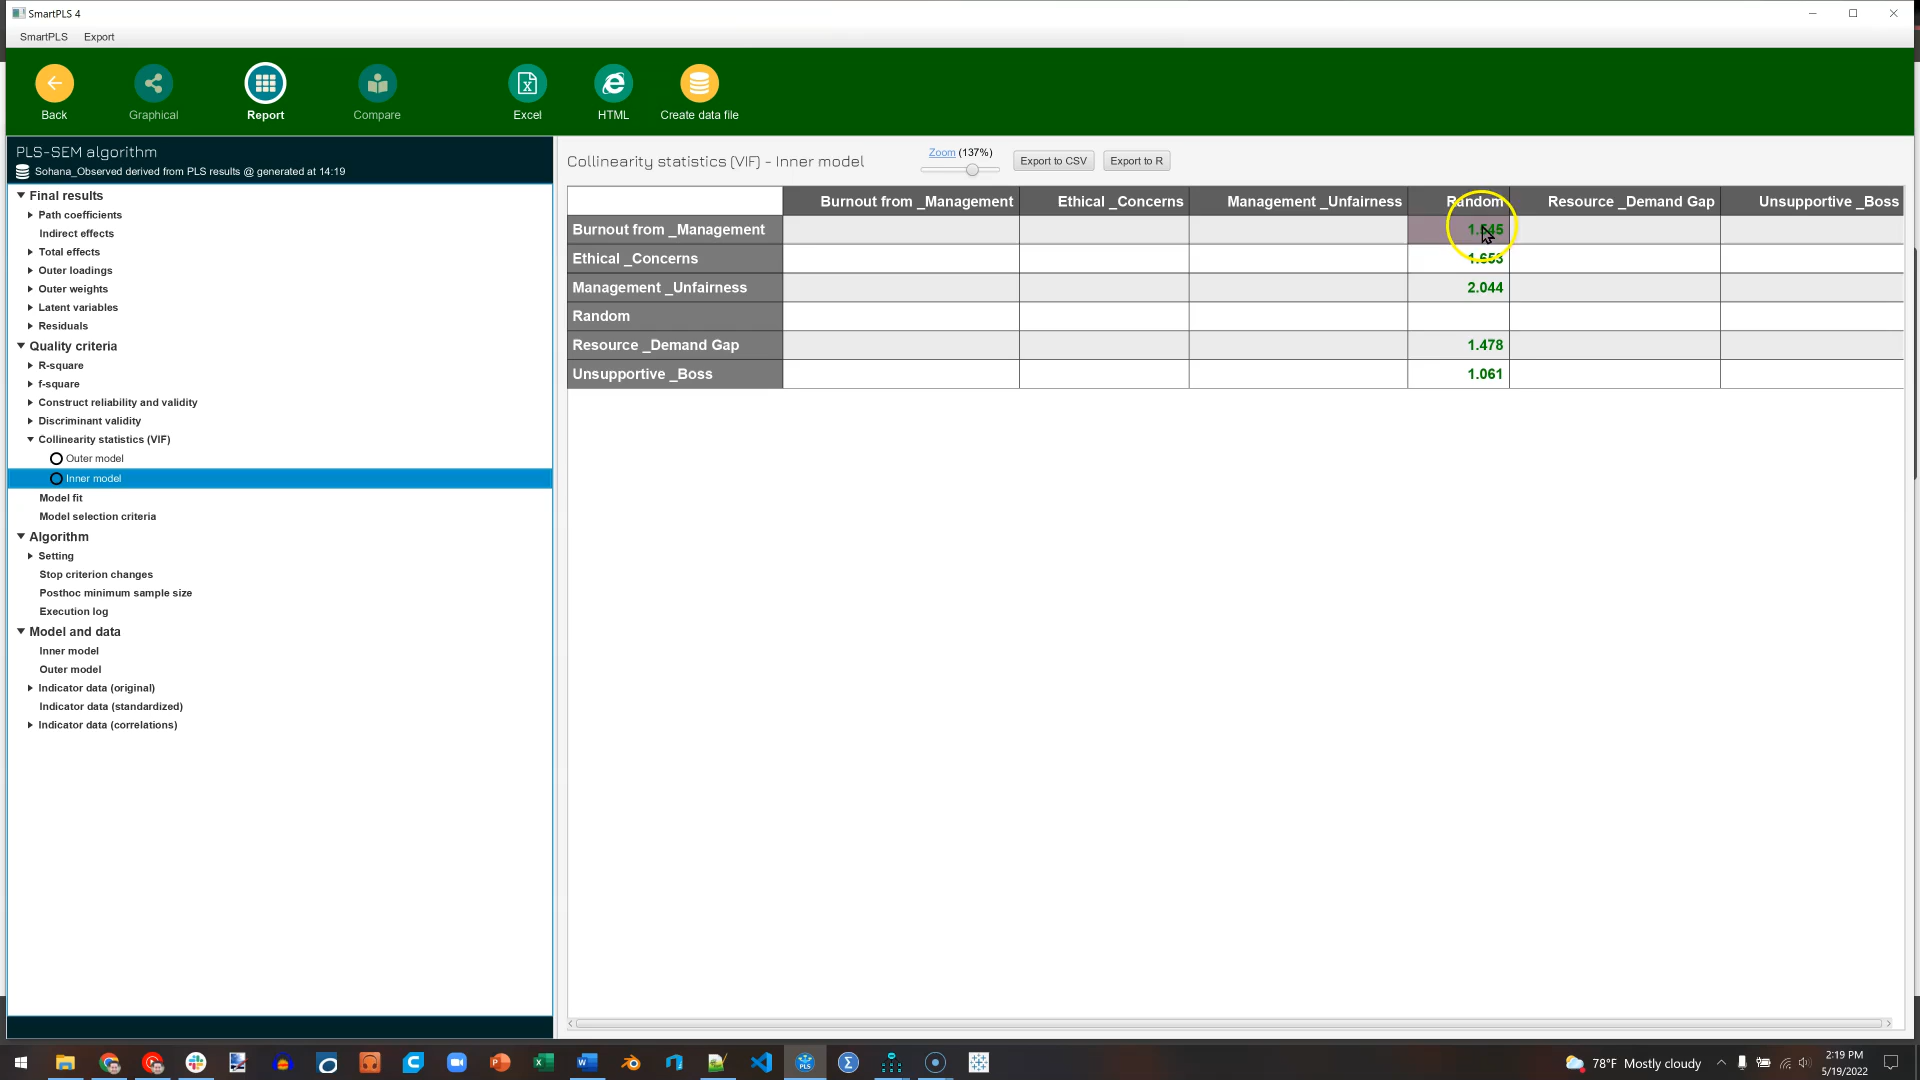 SmartPLS 4
SmartPLS Export
Back Graphical Report Compare Excel HTML Create data file
PLS-SEM algorithm
Sohana_Observed derived from PLS results @ generated at 14:19
Final results
Path coefficients
Indirect effects
Total effects
Outer loadings
Outer weights
Latent variables
Residuals
Quality criteria
R-square
f-square
Construct reliability and validity
Discriminant validity
Collinearity statistics (VIF)
Outer model
Inner model
Model fit
Model selection criteria
Algorithm
Setting
Stop criterion changes
Posthoc minimum sample size
Execution log
Model and data
Inner model
Outer model
Indicator data (original)
Indicator data (standardized)
Indicator data (correlations)
Collinearity statistics (VIF) - Inner model Zoom (137%) Export to CSV Export to R
Burnout from _Management Ethical _Concerns Management _Unfairness Random Resource _Demand Gap Unsupportive _Boss
Burnout from _Management
Ethical _Concerns 1.653
Management _Unfairness 2.044
Random
Resource _Demand Gap 1.478
Unsupportive _Boss 1.061
78°F Mostly cloudy
2:19 PM
5/19/2022